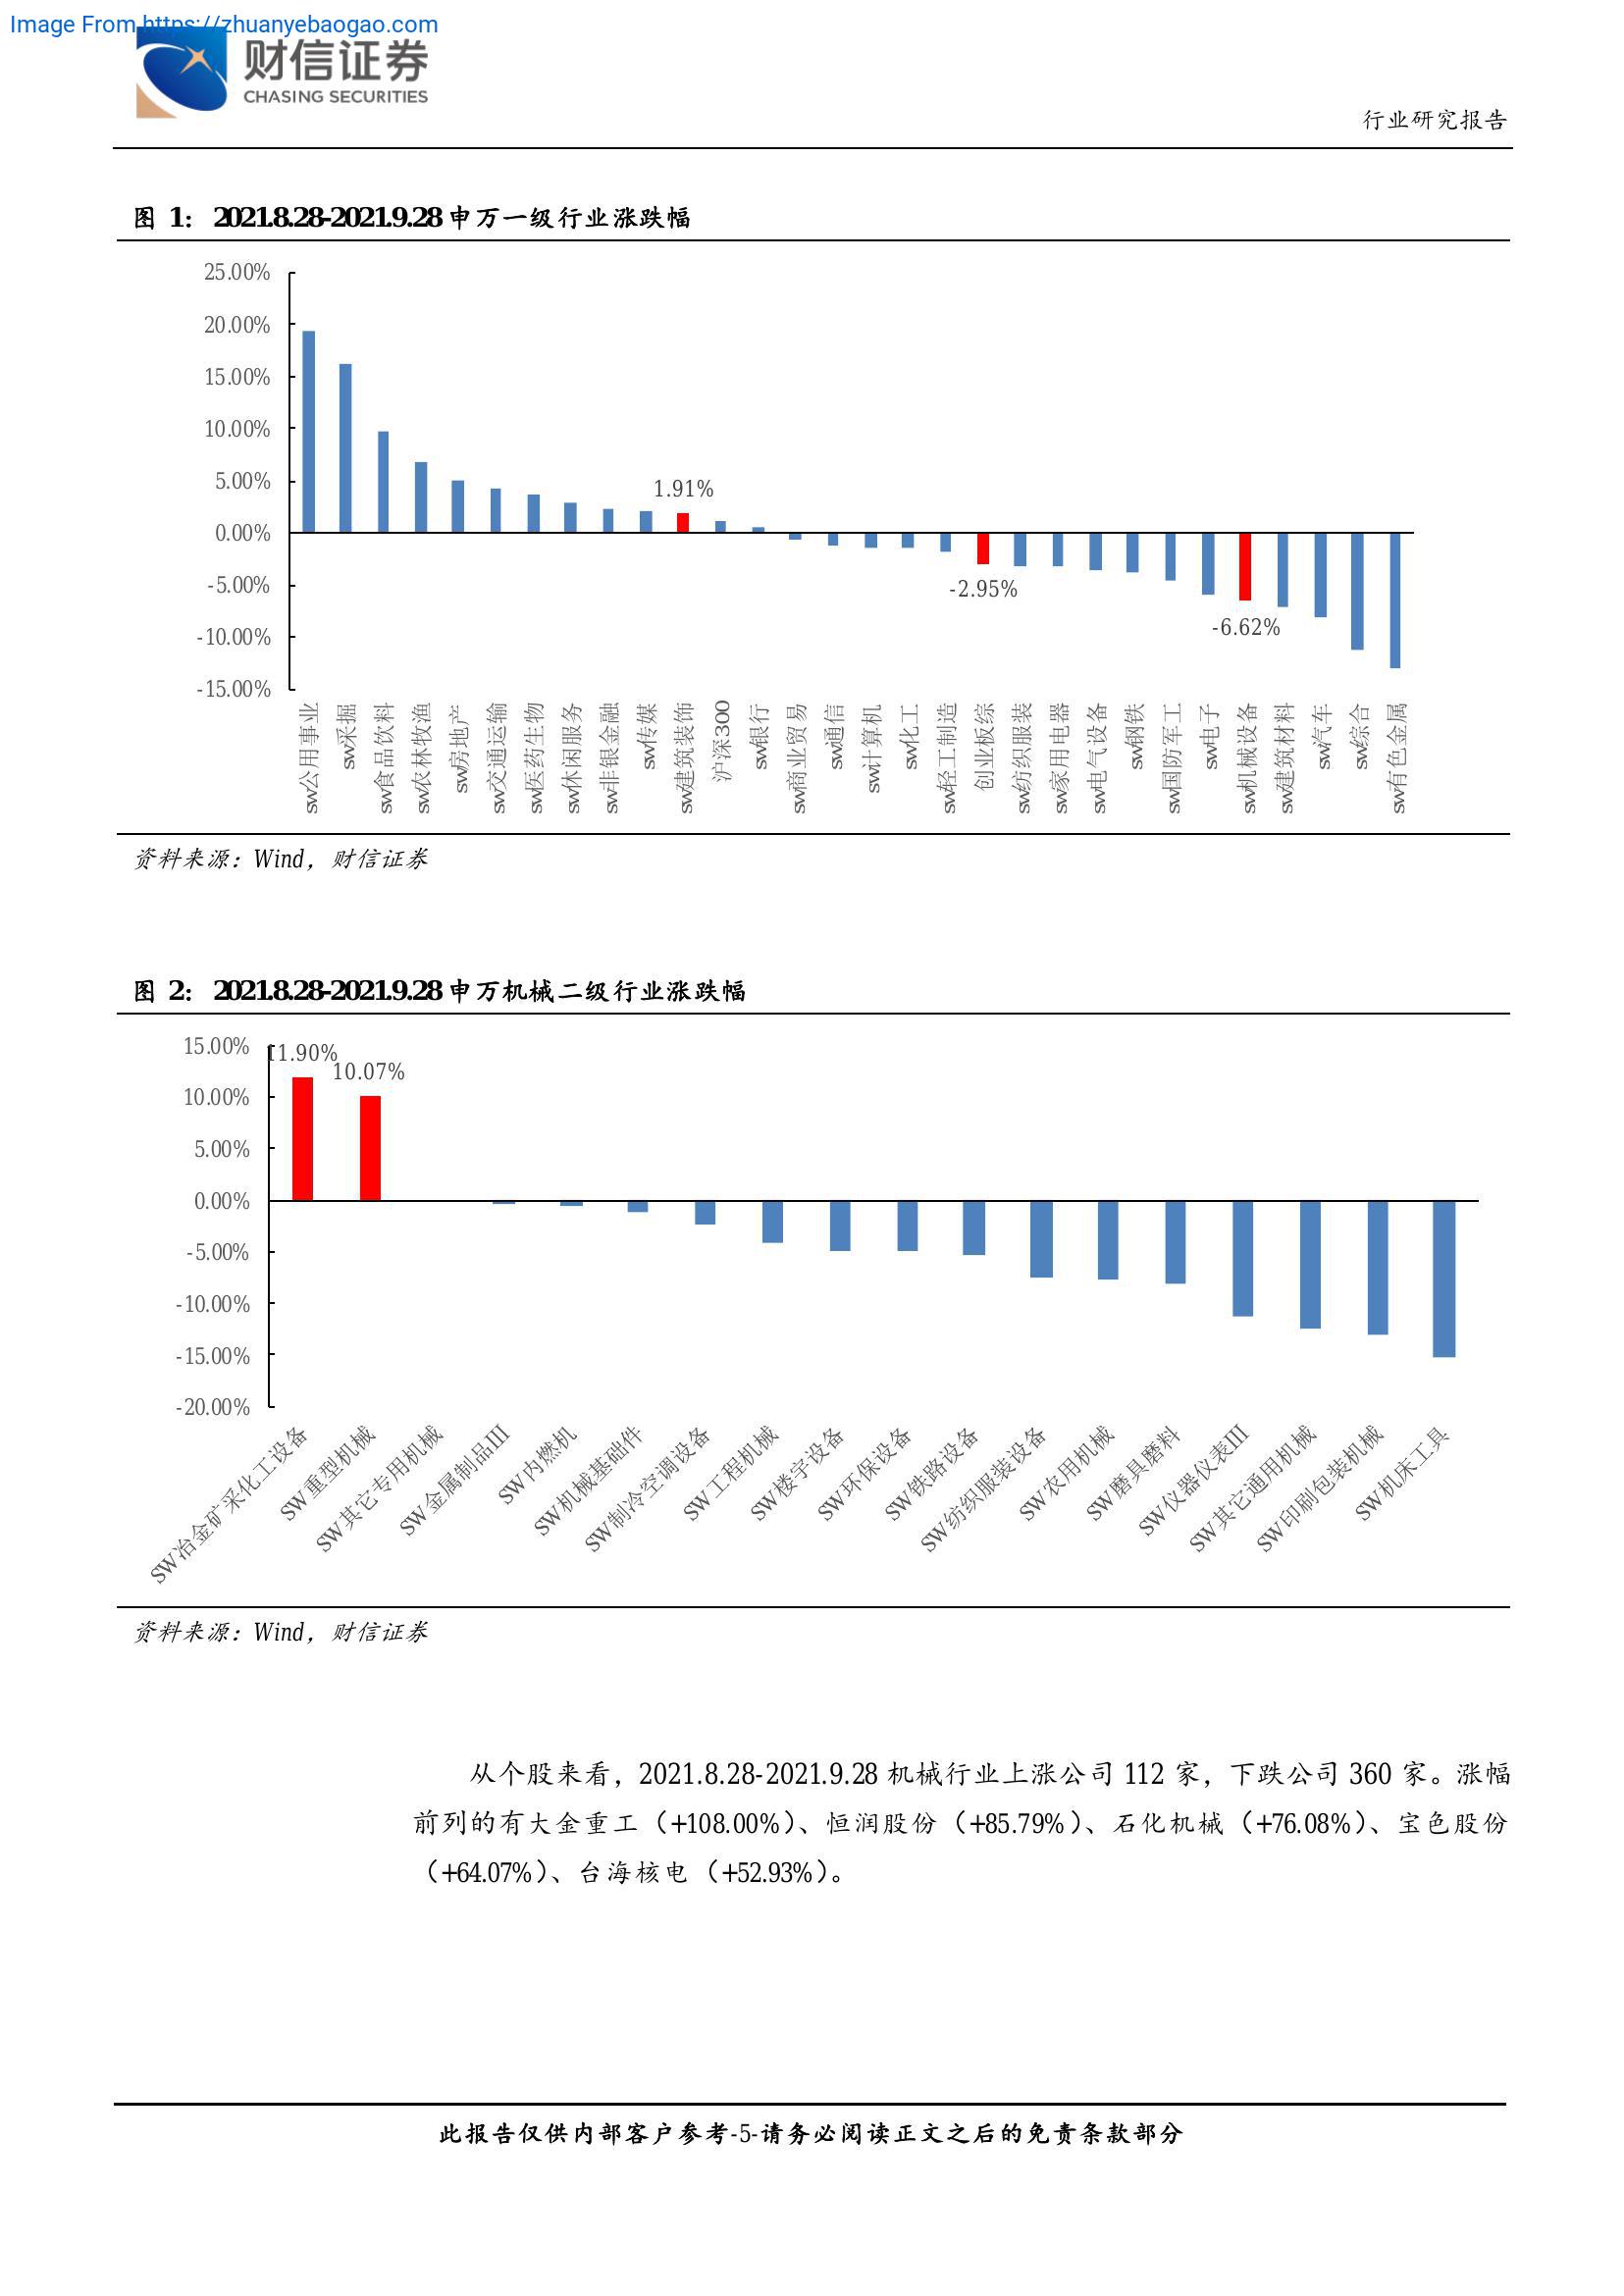 Image From https://zhuanyebaogao.com
财信证券
CHASING SECURITIES
行业研究报告
图 1: 2021.8.28-2021.9.28 申万一级行业涨跌幅
25.00%
20.00%
15.00%
10.00%
5.00%
0.00%
-5.00%
-10.00%
-15.00%
1.91%
-2.95%
-6.62%
sw公用事业
sw采掘
sw食品饮料
sw农林牧渔
sw房地产
sw交通运输
sw医药生物
sw休闲服务
sw非银金融
sw传媒
sw建筑装饰
沪深300
sw银行
sw商业贸易
sw通信
sw计算机
sw化工
sw轻工制造
创业板综
sw纺织服装
sw家用电器
sw电气设备
sw钢铁
sw国防军工
sw电子
sw机械设备
sw建筑材料
sw汽车
sw综合
sw有色金属
资料来源：Wind，财信证券
图 2: 2021.8.28-2021.9.28 申万机械二级行业涨跌幅
15.00%
10.00%
5.00%
0.00%
-5.00%
-10.00%
-15.00%
-20.00%
11.90%
10.07%
SW冶金矿采化工设备
SW重型机械
SW其它专用机械
SW金属制品III
SW内燃机
SW机械基础件
SW制冷空调设备
SW工程机械
SW楼宇设备
SW环保设备
SW铁路设备
SW纺织服装设备
SW农用机械
SW磨具磨料
SW仪器仪表III
SW其它通用机械
SW印刷包装机械
SW机床工具
资料来源：Wind，财信证券
从个股来看，2021.8.28-2021.9.28 机械行业上涨公司 112 家，下跌公司 360 家。涨幅
前列的有大金重工（+108.00%）、恒润股份（+85.79%）、石化机械（+76.08%）、宝色股份
（+64.07%）、台海核电（+52.93%）。
此报告仅供内部客户参考-5-请务必阅读正文之后的免责条款部分